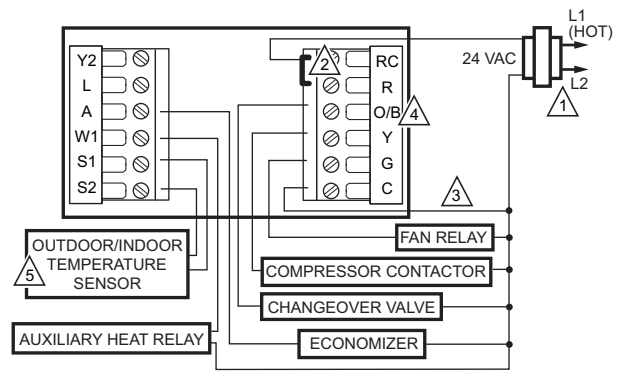 L1
(HOT)
24 VAC
L2
1
Y2
L
A
W1
S1
S2
2
RC
R
O/B
4
Y
G
C
3
OUTDOOR/INDOOR
TEMPERATURE
SENSOR
5
FAN RELAY
COMPRESSOR CONTACTOR
CHANGEOVER VALVE
AUXILIARY HEAT RELAY
ECONOMIZER